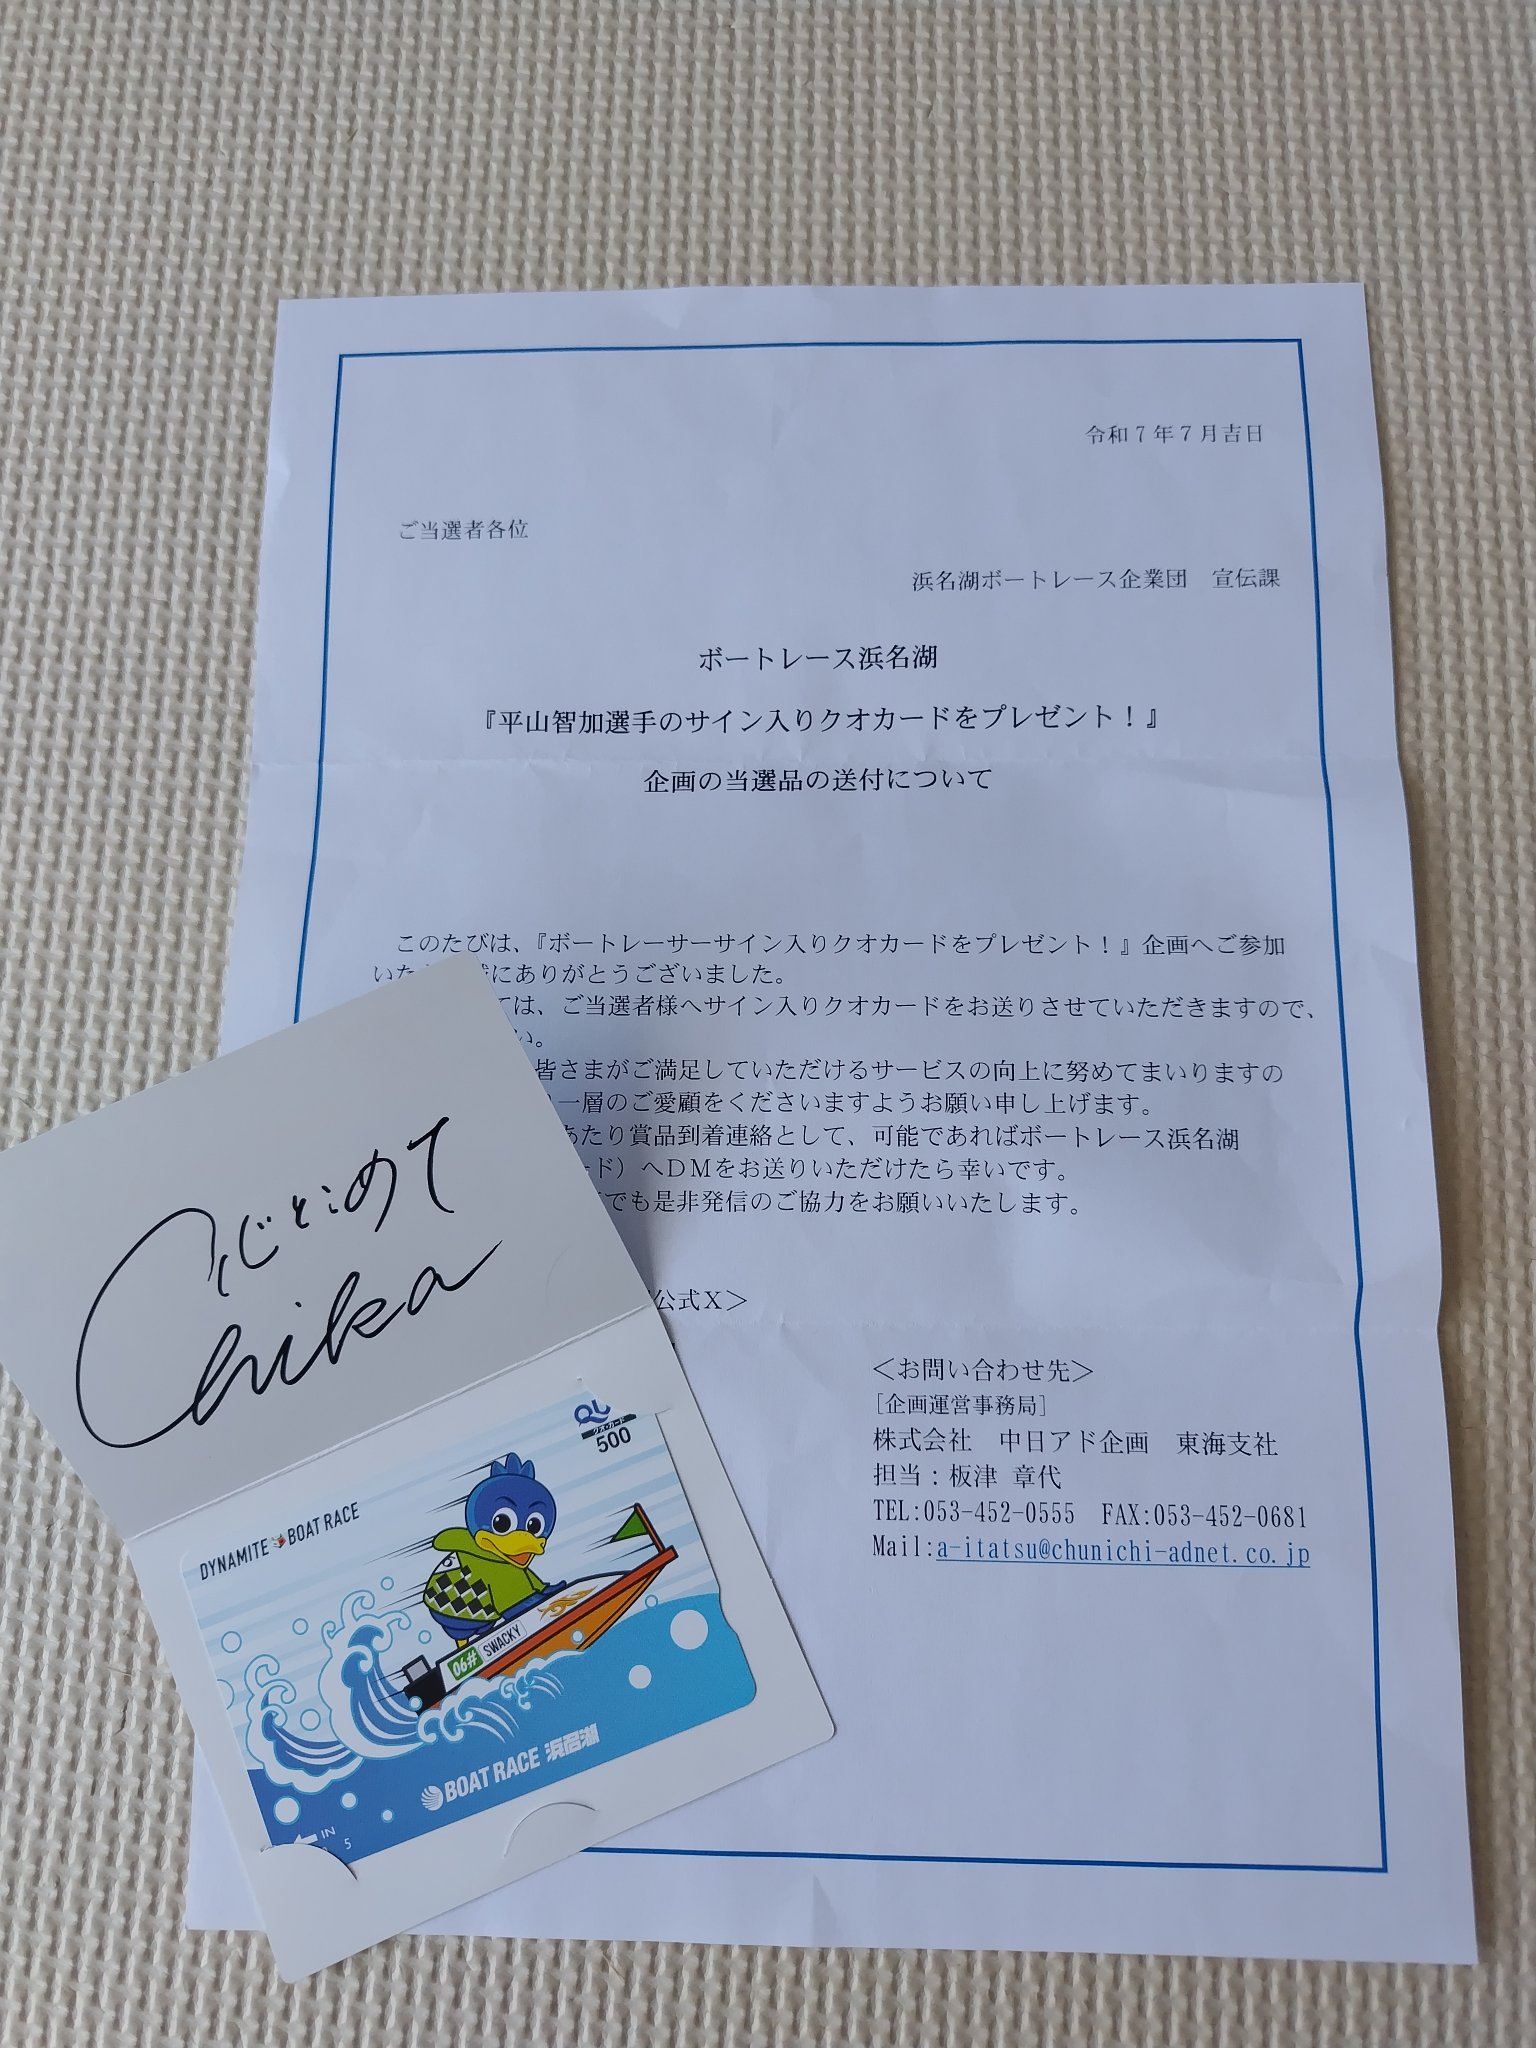 令和７年７月吉日
ご当選者各位
浜名湖ボートレース企業団　宣伝課
ボートレース浜名湖
『平山智加選手のサイン入りクオカードをプレゼント！』
企画の当選品の送付について
このたびは、『ボートレーサーサイン入りクオカードをプレゼント！』企画へご参加
いた にありがとうございました。
ては、ご当選者様へサイン入りクオカードをお送りさせていただきますので、
い。
皆さまがご満足していただけるサービスの向上に努めてまいりますの
一層のご愛顧をくださいますようお願い申し上げます。
あたり賞品到着連絡として、可能であればボートレース浜名湖
ード）へＤＭをお送りいただけたら幸いです。
でも是非発信のご協力をお願いいたします。
公式Ｘ＞
＜お問い合わせ先＞
[企画運営事務局]
株式会社　中日アド企画　東海支社
担当：板津 章代
TEL:053-452-0555　FAX:053-452-0681
Mail:a-itatsu@chunichi-adnet.co.jp
心をこめて
Chika
QU
クオ・カード
500
DYNAMITE BOAT RACE
06# SWACKY
BOAT RACE 浜名湖
IN
5